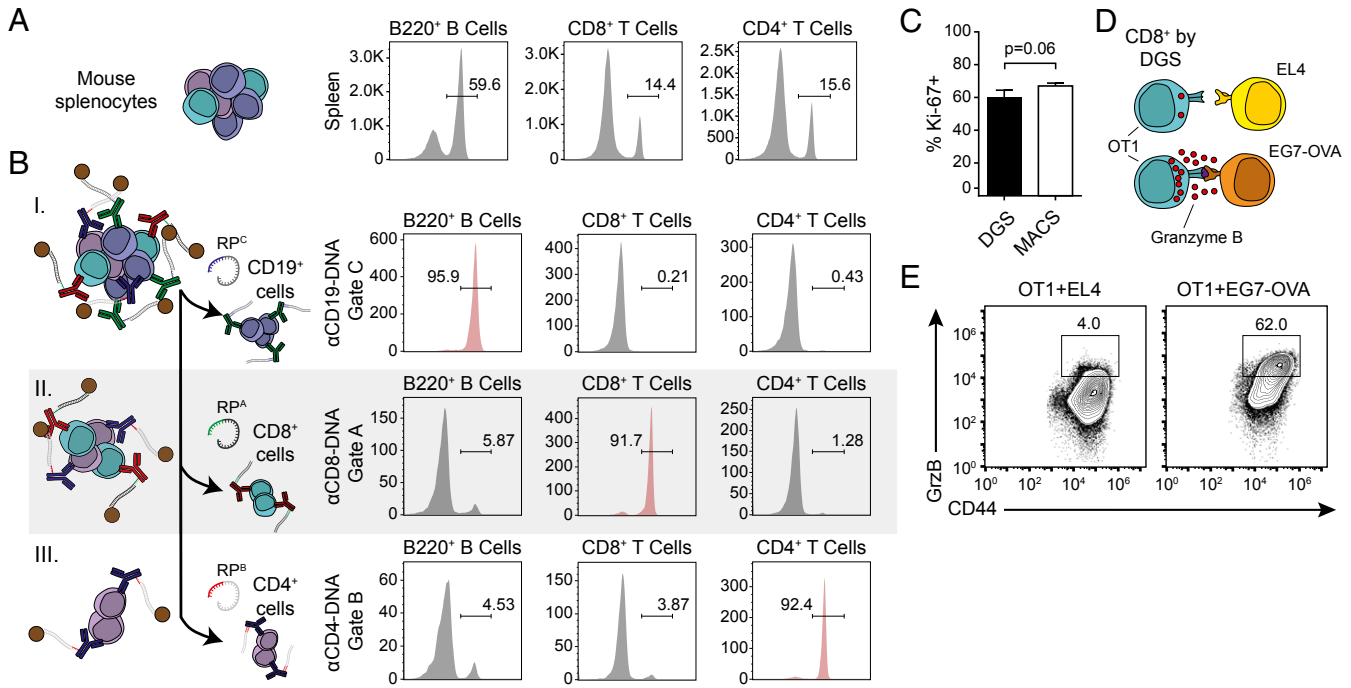 A
Mouse
splenocytes
Spleen
B220⁺ B Cells
3.0K
2.0K
1.0K
0
59.6
CD8⁺ T Cells
3.0K
2.0K
1.0K
0
14.4
CD4⁺ T Cells
2.5K
2.0K
1.5K
1.0K
500
0
15.6
B
I.
RPᶜ
CD19⁺
cells
αCD19-DNA
Gate C
B220⁺ B Cells
600
400
200
0
95.9
CD8⁺ T Cells
400
300
200
100
0
0.21
CD4⁺ T Cells
300
200
100
0
0.43
II.
RPᴬ
CD8⁺
cells
αCD8-DNA
Gate A
B220⁺ B Cells
150
100
50
0
5.87
CD8⁺ T Cells
400
300
200
100
0
91.7
CD4⁺ T Cells
250
200
150
100
50
0
1.28
III.
RPᴮ
CD4⁺
cells
αCD4-DNA
Gate B
B220⁺ B Cells
60
40
20
0
4.53
CD8⁺ T Cells
150
100
50
0
3.87
CD4⁺ T Cells
300
200
100
0
92.4
C
% Ki-67+
100
80
60
40
20
0
p=0.06
DGS
MACS
D
CD8⁺ by
DGS
EL4
OT1
EG7-OVA
Granzyme B
E
OT1+EL4
4.0
OT1+EG7-OVA
62.0
GrzB
10⁶
10⁴
10²
10⁰
10⁰ 10² 10⁴ 10⁶
10⁰ 10² 10⁴ 10⁶
CD44